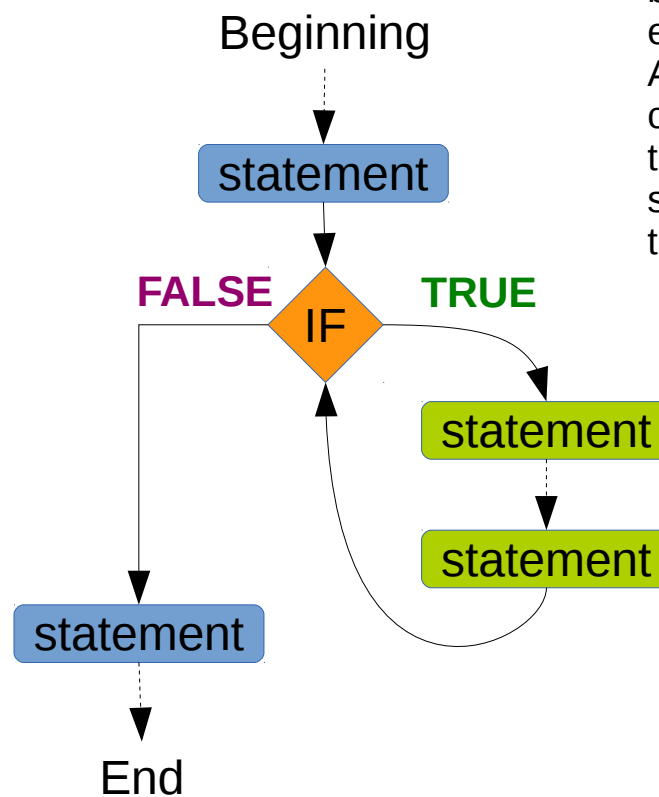 Beginning
statement
FALSE
TRUE
IF
statement
statement
statement
End